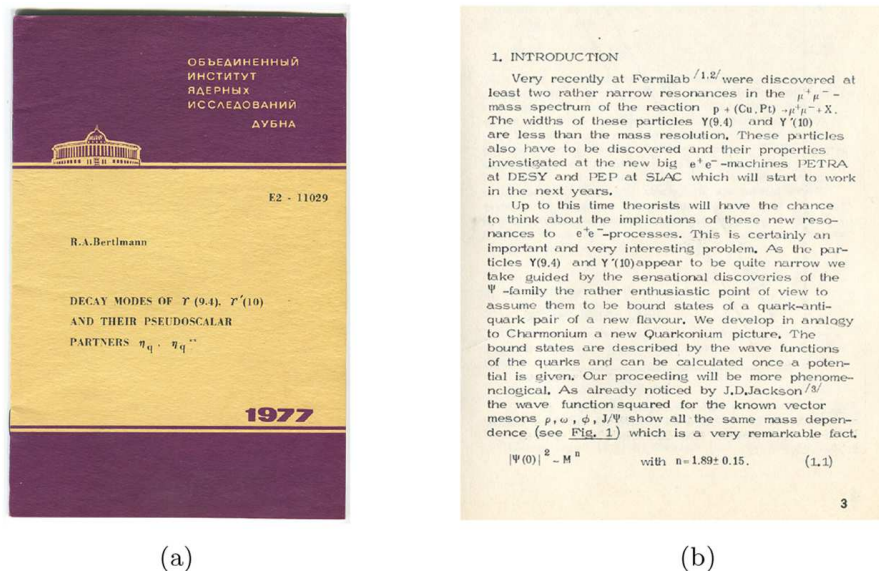 ОБЪЕДИНЕННЫЙ
ИНСТИТУТ
ЯДЕРНЫХ
ИССЛЕДОВАНИЙ
ДУБНА
E2 - 11029
R.A.Bertlmann
DECAY MODES OF ϒ (9.4), ϒ′(10)
AND THEIR PSEUDOSCALAR
PARTNERS η_q , η_q′
1977
(a)
1. INTRODUCTION
Very recently at Fermilab /1,2/ were discovered at
least two rather narrow resonances in the μ⁺μ⁻ -
mass spectrum of the reaction p + (Cu, Pt) → μ⁺μ⁻ + X.
The widths of these particles ϒ(9.4) and ϒ′(10)
are less than the mass resolution. These particles
also have to be discovered and their properties
investigated at the new big e⁺e⁻-machines PETRA
at DESY and PEP at SLAC which will start to work
in the next years.
Up to this time theorists will have the chance
to think about the implications of these new reso-
nances to e⁺e⁻-processes. This is certainly an
important and very interesting problem. As the par-
ticles ϒ(9.4) and ϒ′(10) appear to be quite narrow we
take guided by the sensational discoveries of the
Ψ -family the rather enthusiastic point of view to
assume them to be bound states of a quark-anti-
quark pair of a new flavour. We develop in analogy
to Charmonium a new Quarkonium picture. The
bound states are described by the wave functions
of the quarks and can be calculated once a poten-
tial is given. Our proceeding will be more phenome-
nclogical. As already noticed by J.D.Jackson /3/
the wave function squared for the known vector
mesons ρ, ω, φ, J/Ψ show all the same mass depen-
dence (see Fig. 1) which is a very remarkable fact.
|Ψ(0)|² ~ Mⁿ with n = 1.89± 0.15. (1.1)
3
(b)